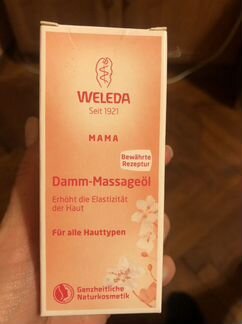 WELEDA
Seit 1921
MAMA
Bewährte
Rezeptur
Damm-Massageöl
Erhöht die Elastizität
der Haut
Für alle Hauttypen
Ganzheitliche
Naturkosmetik